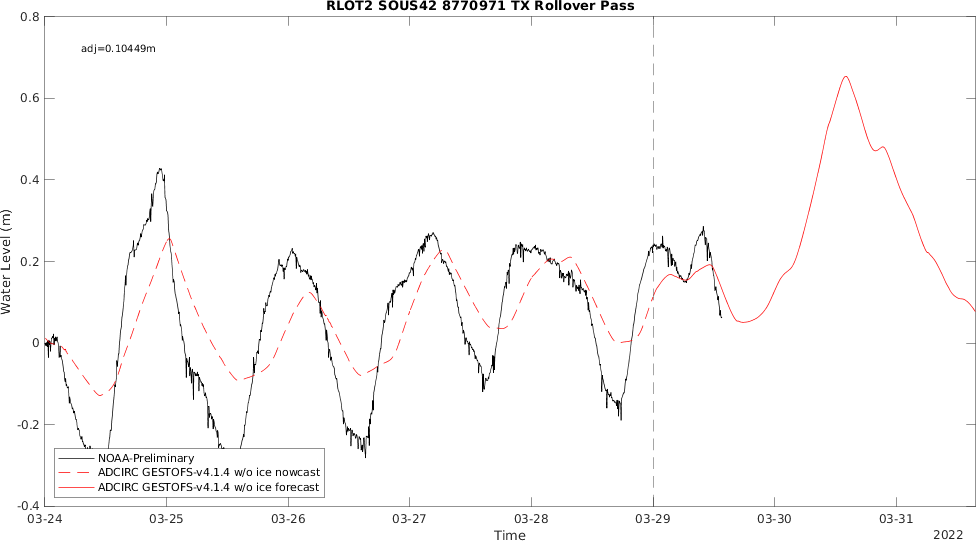 RLOT2 SOUS42 8770971 TX Rollover Pass
adj=0.10449m
0.8
0.6
0.4
0.2
0
-0.2
-0.4
Water Level (m)
NOAA-Preliminary
ADCIRC GESTOFS-v4.1.4 w/o ice nowcast
ADCIRC GESTOFS-v4.1.4 w/o ice forecast
03-24 03-25 03-26 03-27 03-28 03-29 03-30 03-31
Time
2022